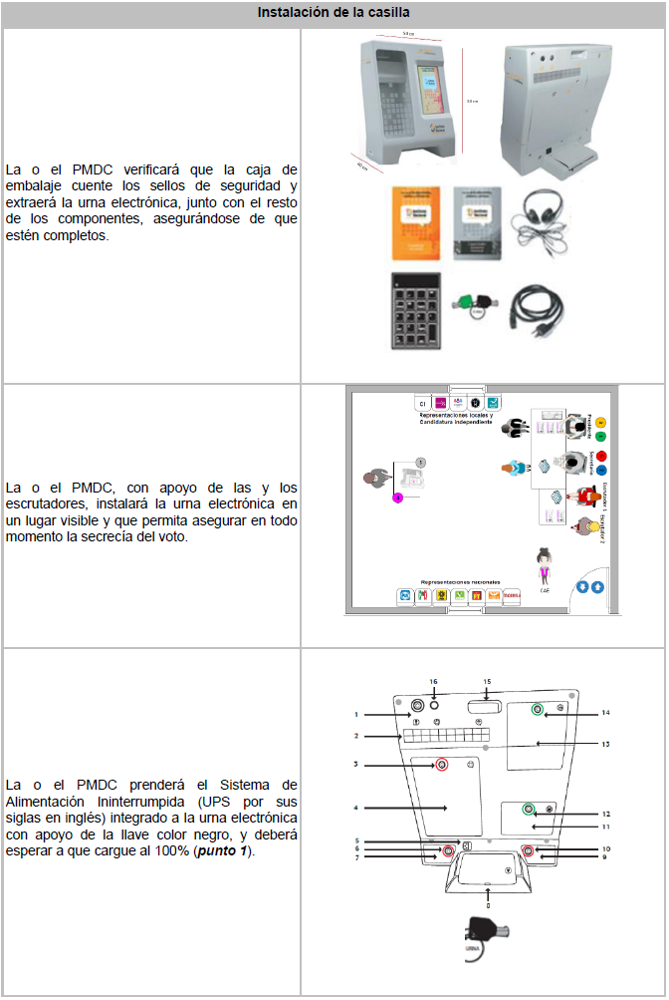 Instalación de la casilla
La o el PMDC verificará que la caja de
embalaje cuente los sellos de seguridad y
extraerá la urna electrónica, junto con el resto
de los componentes, asegurándose de que
estén completos.
La o el PMDC, con apoyo de las y los
escrutadores, instalará la urna electrónica en
un lugar visible y que permita asegurar en todo
momento la secrecía del voto.
CI
Representaciones locales y
Candidatura Independiente
Presidente
Secretario
Escrutador 1
Escrutador 2
CAE
Representaciones nacionales
morena
La o el PMDC prenderá el Sistema de
Alimentación Ininterrumpida (UPS por sus
siglas en inglés) integrado a la urna electrónica
con apoyo de la llave color negro, y deberá
esperar a que cargue al 100% (punto 1).
16
15
1
14
2
13
3
4
12
11
5
6
10
7
9
8
URNA